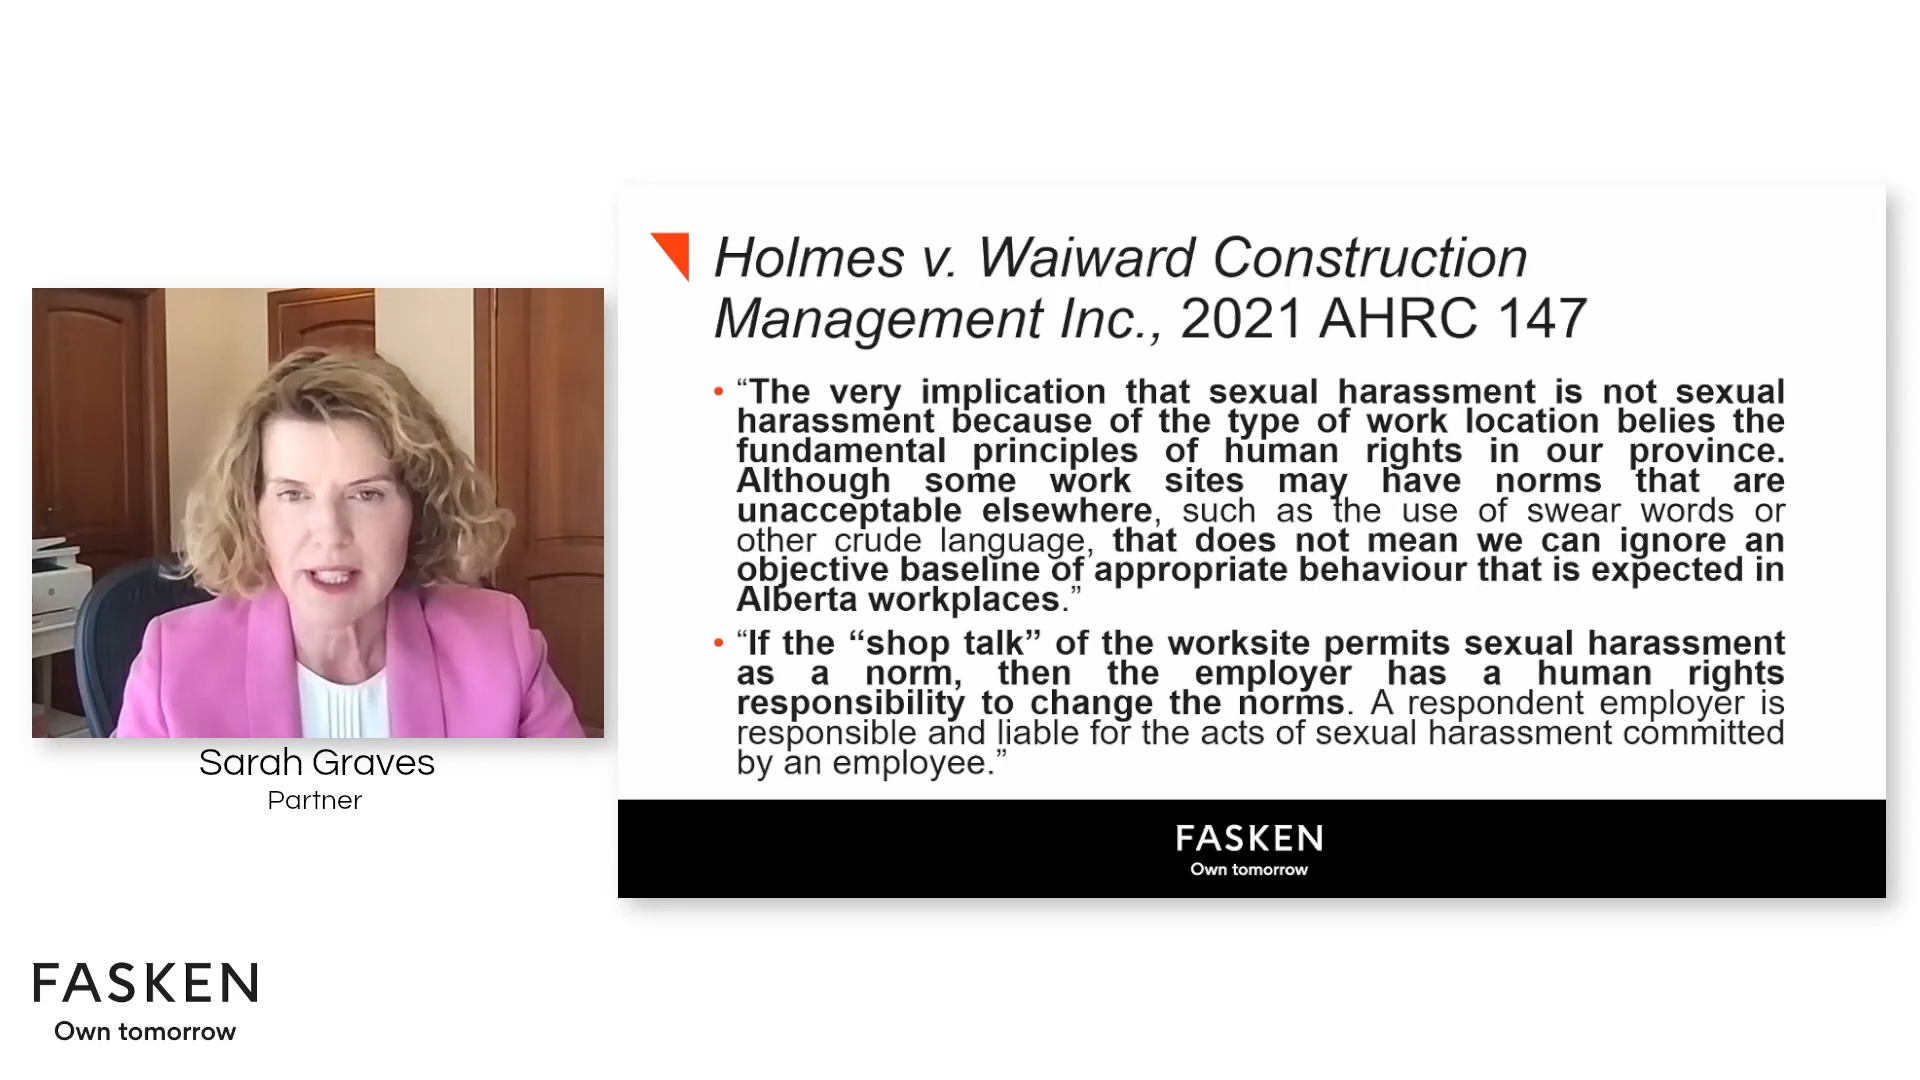 Holmes v. Waiward Construction
Management Inc., 2021 AHRC 147
• “The very implication that sexual harassment is not sexual
harassment because of the type of work location belies the
fundamental principles of human rights in our province.
Although some work sites may have norms that are
unacceptable elsewhere, such as the use of swear words or
other crude language, that does not mean we can ignore an
objective baseline of appropriate behaviour that is expected in
Alberta workplaces.”
• “If the “shop talk” of the worksite permits sexual harassment
as a norm, then the employer has a human rights
responsibility to change the norms. A respondent employer is
responsible and liable for the acts of sexual harassment committed
by an employee.”
FASKEN
Own tomorrow
Sarah Graves
Partner
FASKEN
Own tomorrow